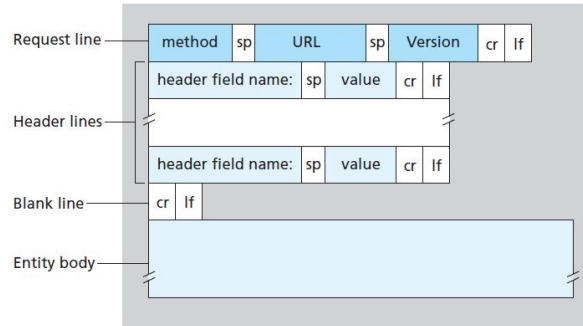 Request line method sp URL sp Version cr lf
header field name: sp value cr lf
Header lines
header field name: sp value cr lf
Blank line cr lf
Entity body